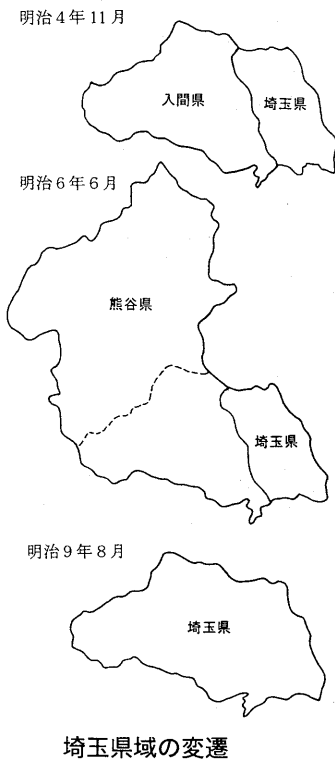 明治4年11月
入間県
埼玉県
明治6年6月
熊谷県
埼玉県
明治9年8月
埼玉県
埼玉県域の変遷